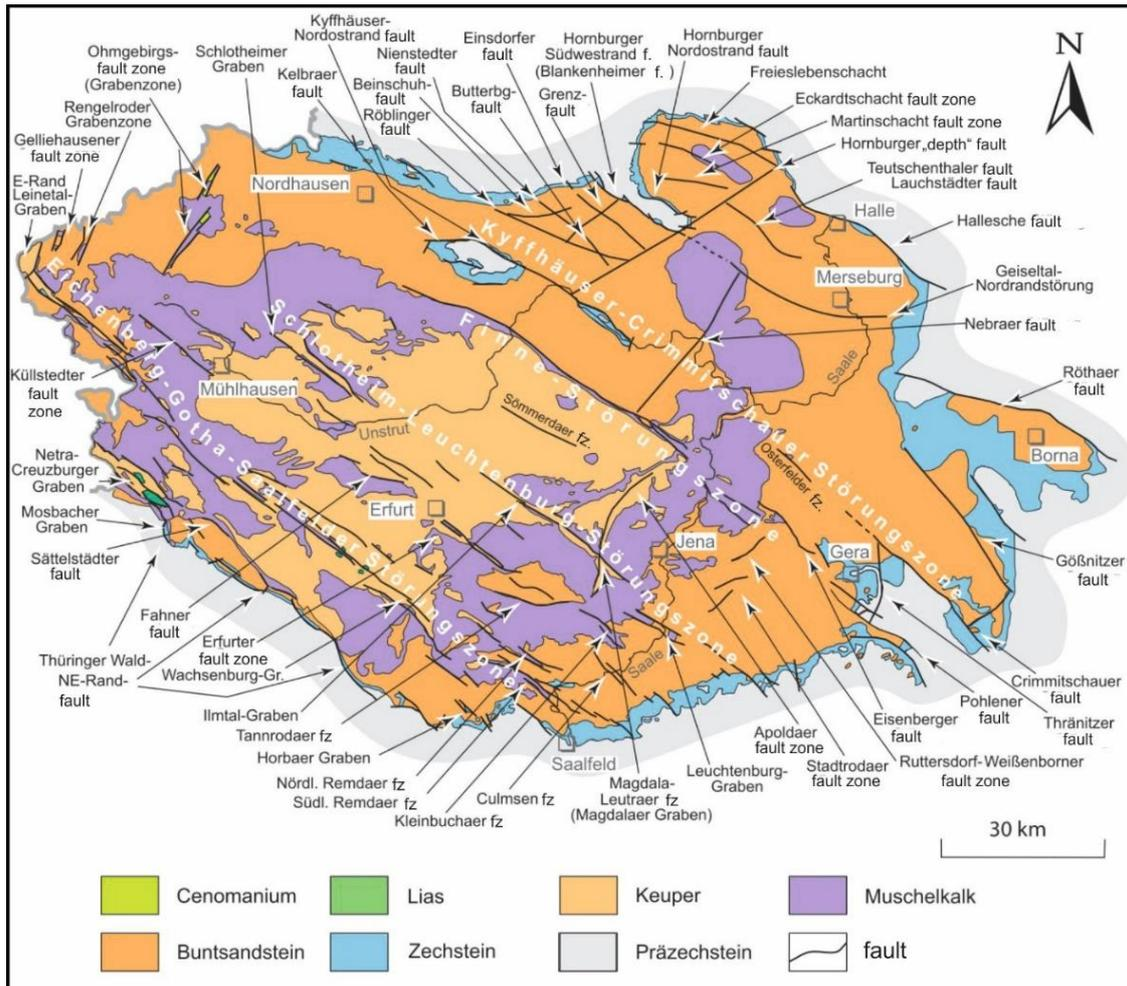 Kyffhäuser-
Nordostrand fault
Ohmgebirgs-
fault zone
(Grabenzone)
Schlotheimer
Graben
Kelbraer
fault
Nienstedter
fault
Beinschuh-
fault
Röblinger
fault
Einsdorfer
fault
Butterbg-
fault
Hornburger
Südwestrand f.
(Blankenheimer f.)
Grenz-
fault
Hornburger
Nordostrand fault
N
Freieslebenschacht
Eckardtschacht fault zone
Martinschacht fault zone
Hornburger „depth“ fault
Teutschenthaler fault
Lauchstädter fault
Rengelroder
Grabenzone
Gelliehausener
fault zone
E-Rand
Leinetal-
Graben
Nordhausen
Halle
Hallesche fault
Merseburg
Geiseltal-
Nordrandstörung
Nebraer fault
Saale
Kyffhäuser-Crimmitschauer Störungszone
Finne-Störungszone
Schlotheim-Leuchtenburg-Störungszone
Eichenberg-Gotha-Saalfelder Störungszone
Küllstedter
fault
zone
Mühlhausen
Unstrut
Sömmerdaer fz.
Osterfelder fz.
Röthaer
fault
Borna
Netra-
Creuzburger
Graben
Mosbacher
Graben
Sättelstädter
fault
Erfurt
Jena
Gera
Gößnitzer
fault
Fahner
fault
Thüringer Wald-
NE-Rand-
fault
Erfurter
fault zone
Wachsenburg-Gr.
Ilmtal-Graben
Tannrodaer fz
Horbaer Graben
Nördl. Remdaer fz
Südl. Remdaer fz
Kleinbuchaer fz
Culmsen fz
Saalfeld
Saale
Magdala-
Leutraer fz
(Magdalaer Graben)
Leuchtenburg-
Graben
Apoldaer
fault zone
Stadtrodaer
fault zone
Ruttersdorf-Weißenborner
fault zone
Eisenberger
fault
Pohlener
fault
Thränitzer
fault
Crimmitschauer
fault
30 km
Cenomanium
Lias
Keuper
Muschelkalk
Buntsandstein
Zechstein
Präzechstein
fault